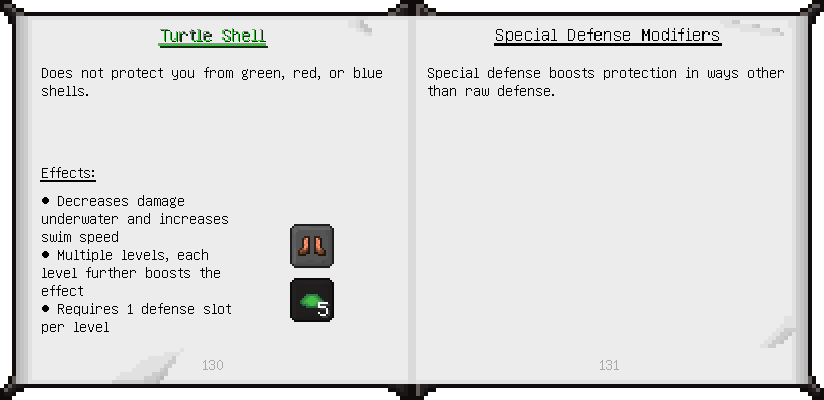 Turtle Shell
Does not protect you from green, red, or blue
shells.
Effects:
● Decreases damage
underwater and increases
swim speed
● Multiple levels, each
level further boosts the
effect
● Requires 1 defense slot
per level
5
130
Special Defense Modifiers
Special defense boosts protection in ways other
than raw defense.
131